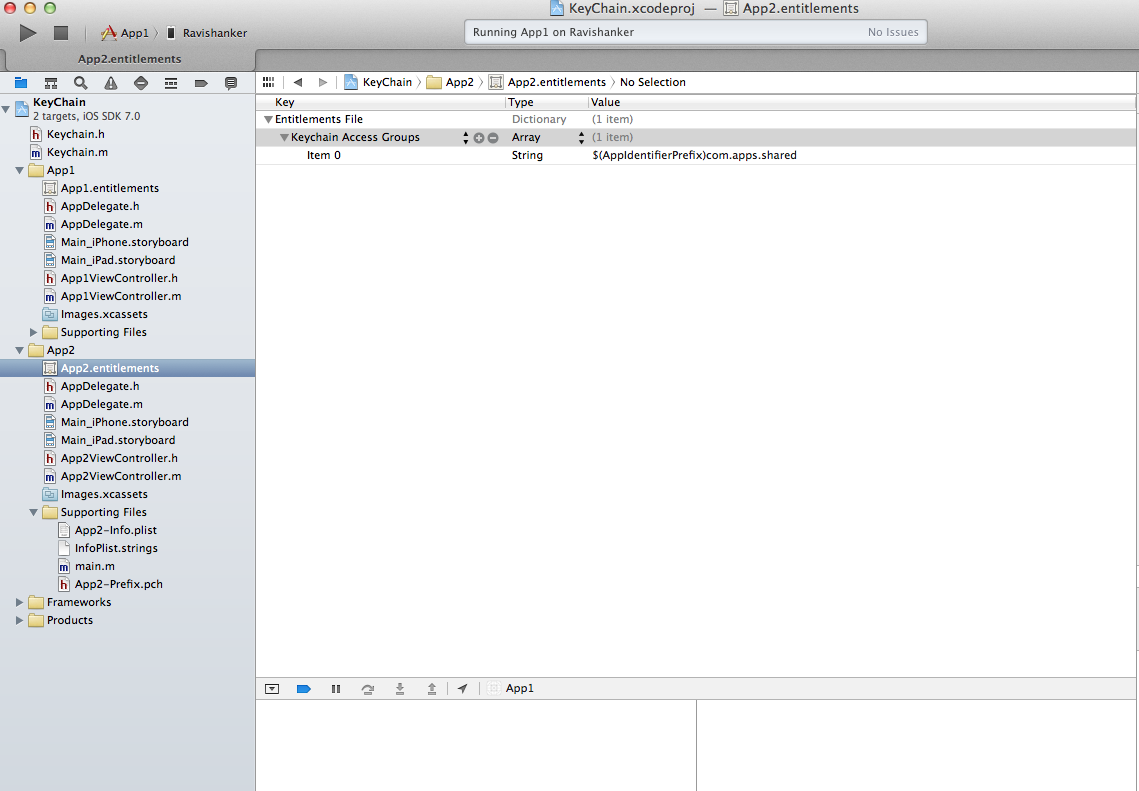 KeyChain.xcodeproj — App2.entitlements
App1 Ravishanker
Running App1 on Ravishanker No Issues
App2.entitlements
KeyChain App2 App2.entitlements No Selection
KeyChain
2 targets, iOS SDK 7.0
Keychain.h
Keychain.m
App1
App1.entitlements
AppDelegate.h
AppDelegate.m
Main_iPhone.storyboard
Main_iPad.storyboard
App1ViewController.h
App1ViewController.m
Images.xcassets
Supporting Files
App2
App2.entitlements
AppDelegate.h
AppDelegate.m
Main_iPhone.storyboard
Main_iPad.storyboard
App2ViewController.h
App2ViewController.m
Images.xcassets
Supporting Files
App2-Info.plist
InfoPlist.strings
main.m
App2-Prefix.pch
Frameworks
Products
Key Type Value
Entitlements File Dictionary (1 item)
Keychain Access Groups Array (1 item)
Item 0 String $(AppIdentifierPrefix)com.apps.shared
App1